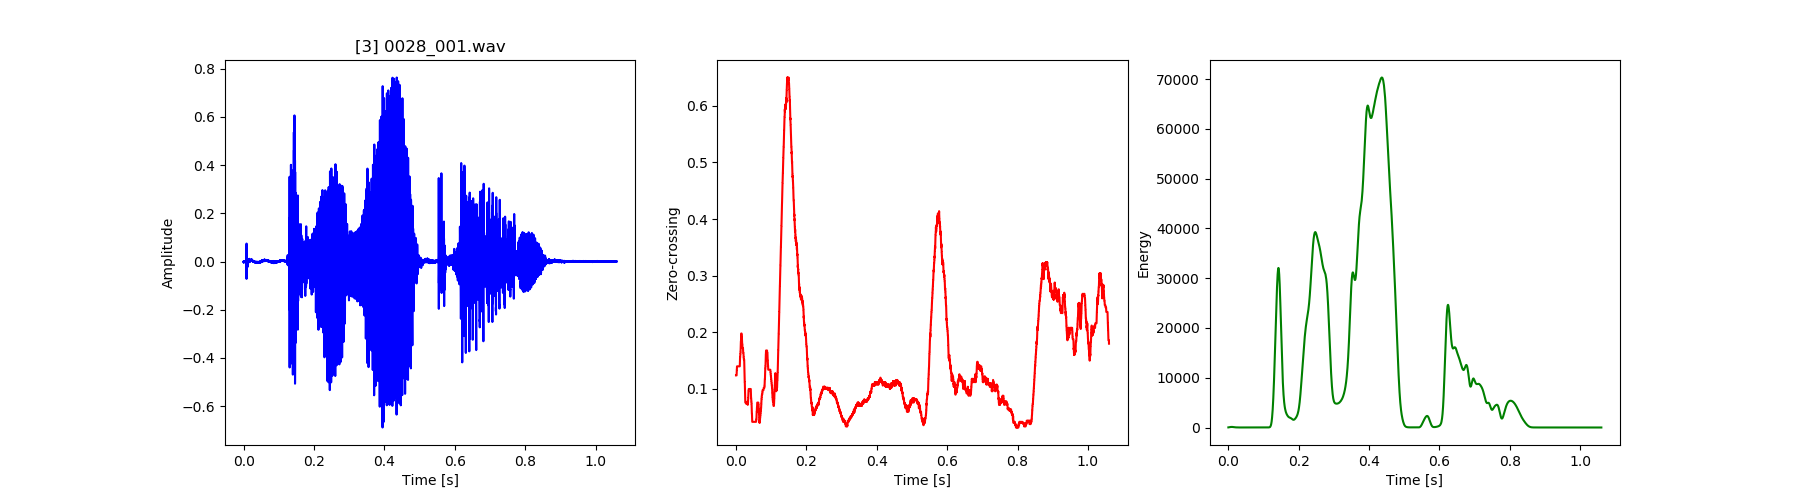 [3] 0028_001.wav
Amplitude
0.8
0.6
0.4
0.2
0.0
−0.2
−0.4
−0.6
0.0 0.2 0.4 0.6 0.8 1.0
Time [s]
Zero-crossing
0.6
0.5
0.4
0.3
0.2
0.1
0.0 0.2 0.4 0.6 0.8 1.0
Time [s]
Energy
70000
60000
50000
40000
30000
20000
10000
0
0.0 0.2 0.4 0.6 0.8 1.0
Time [s]